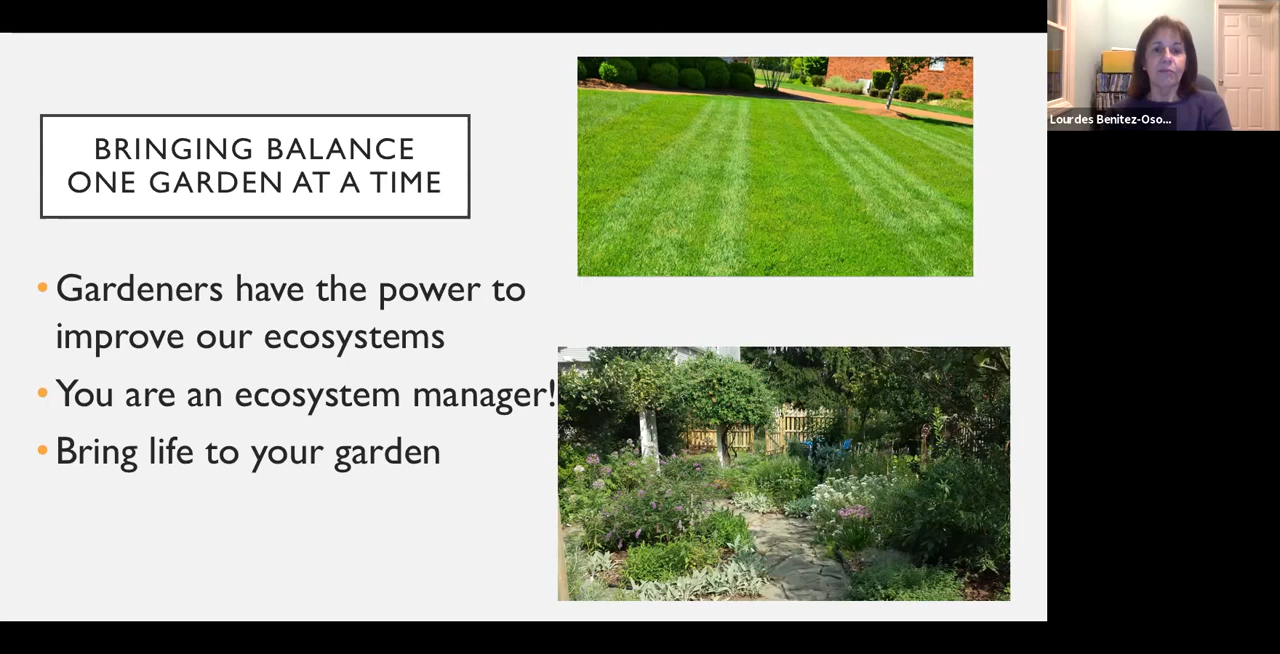 BRINGING BALANCE
ONE GARDEN AT A TIME
• Gardeners have the power to
improve our ecosystems
• You are an ecosystem manager!
• Bring life to your garden
Lourdes Benitez-Oso...